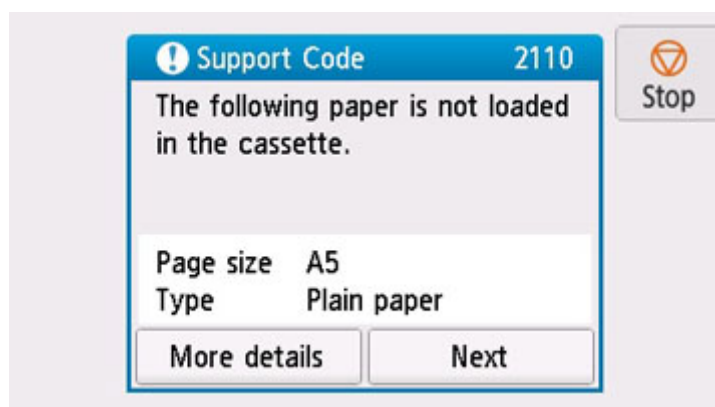 Support Code 2110
Stop
The following paper is not loaded
in the cassette.
Page size A5
Type Plain paper
More details Next